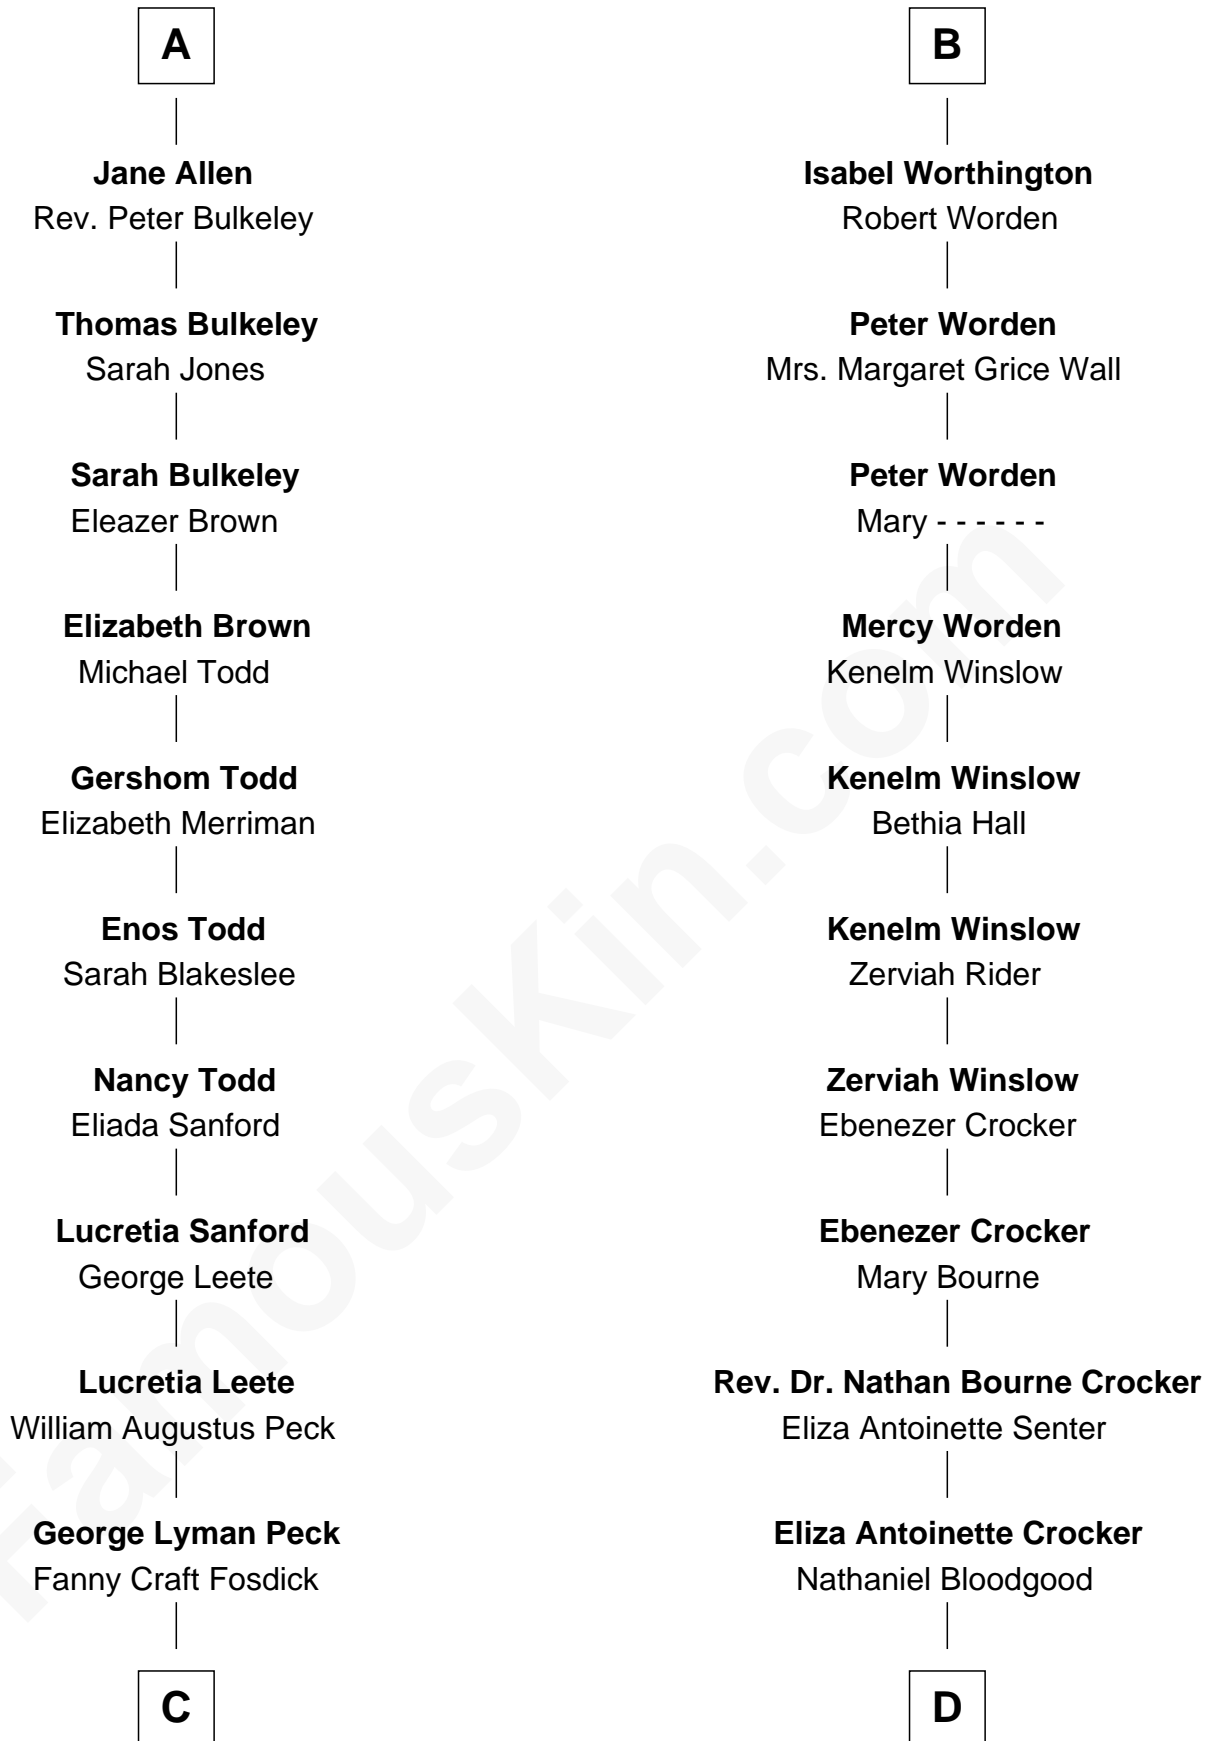 A
Jane Allen
Rev. Peter Bulkeley
Thomas Bulkeley
Sarah Jones
Sarah Bulkeley
Eleazer Brown
Elizabeth Brown
Michael Todd
Gershom Todd
Elizabeth Merriman
Enos Todd
Sarah Blakeslee
Nancy Todd
Eliada Sanford
Lucretia Sanford
George Leete
Lucretia Leete
William Augustus Peck
George Lyman Peck
Fanny Craft Fosdick
C
B
Isabel Worthington
Robert Worden
Peter Worden
Mrs. Margaret Grice Wall
Peter Worden
Mary - - - - - -
Mercy Worden
Kenelm Winslow
Kenelm Winslow
Bethia Hall
Kenelm Winslow
Zerviah Rider
Zerviah Winslow
Ebenezer Crocker
Ebenezer Crocker
Mary Bourne
Rev. Dr. Nathan Bourne Crocker
Eliza Antoinette Senter
Eliza Antoinette Crocker
Nathaniel Bloodgood
D
FamousKin.com